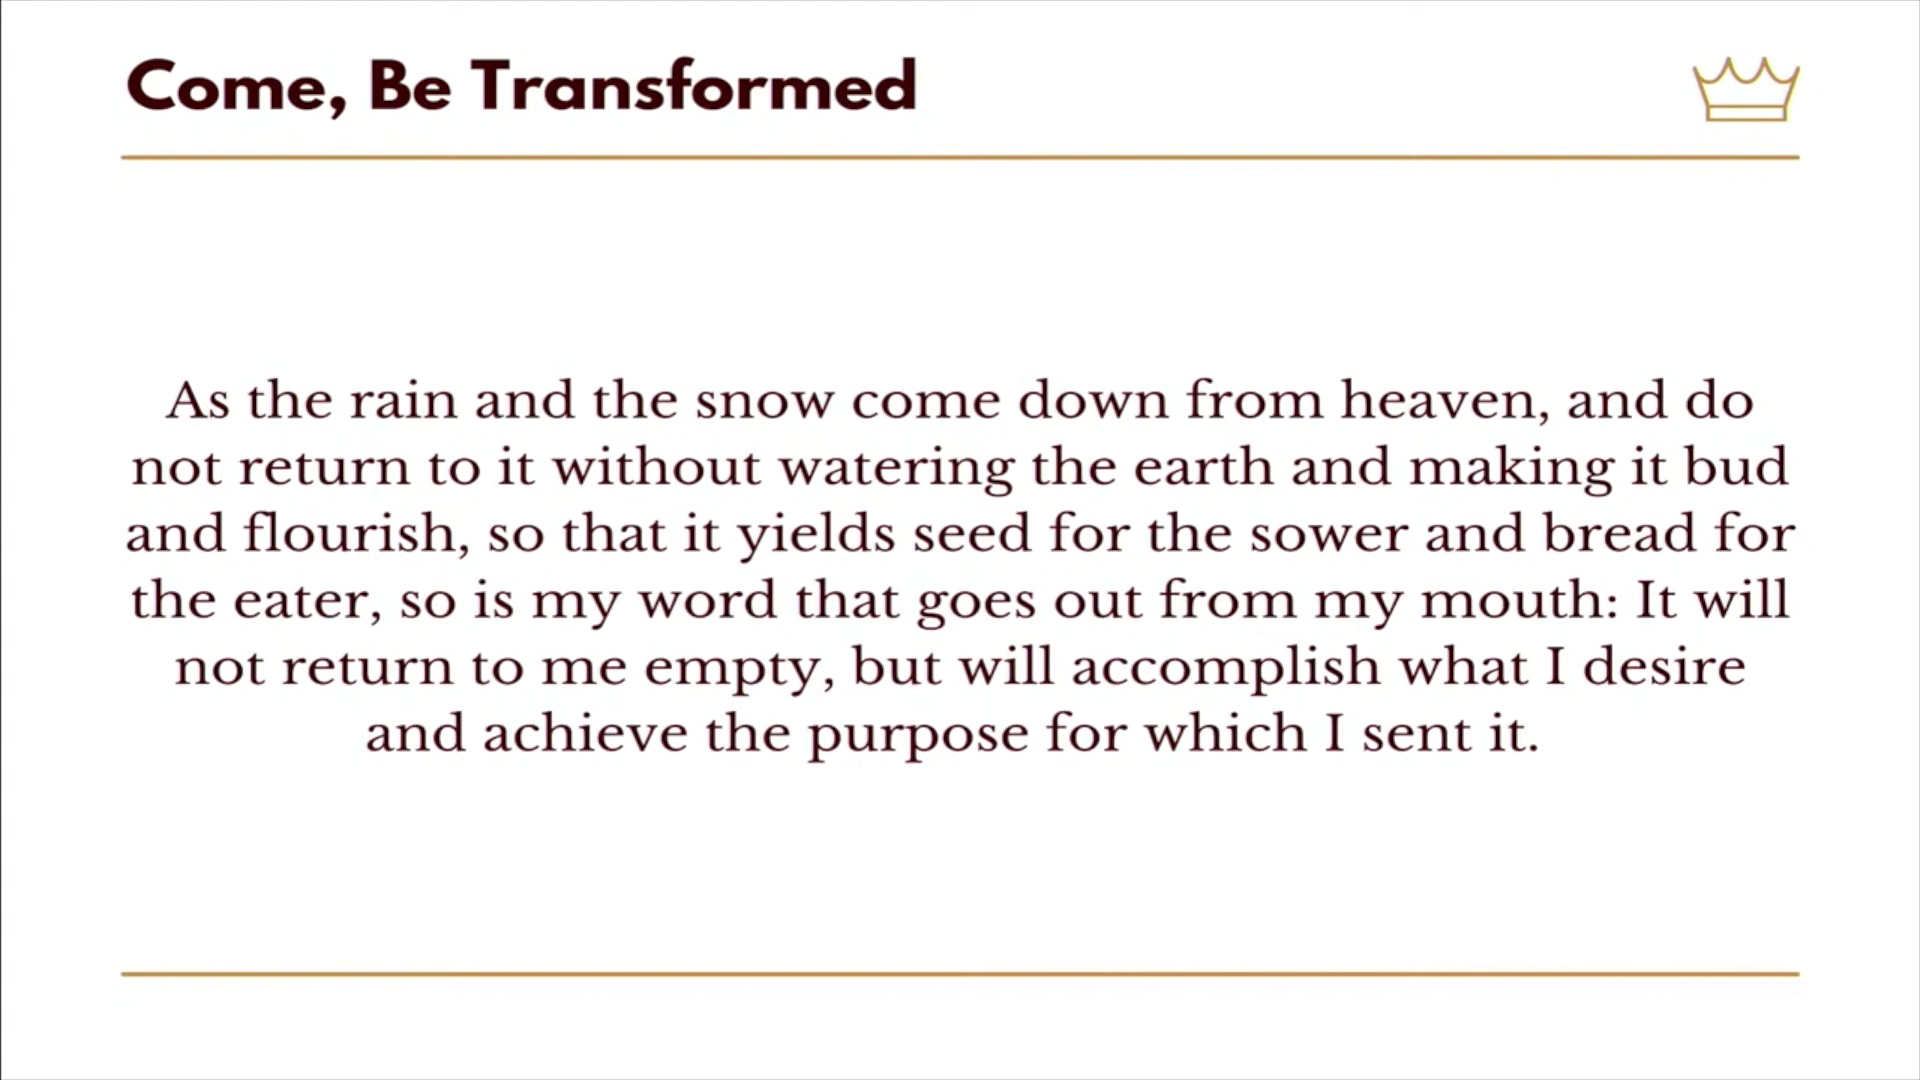 Come, Be Transformed
As the rain and the snow come down from heaven, and do
not return to it without watering the earth and making it bud
and flourish, so that it yields seed for the sower and bread for
the eater, so is my word that goes out from my mouth: It will
not return to me empty, but will accomplish what I desire
and achieve the purpose for which I sent it.